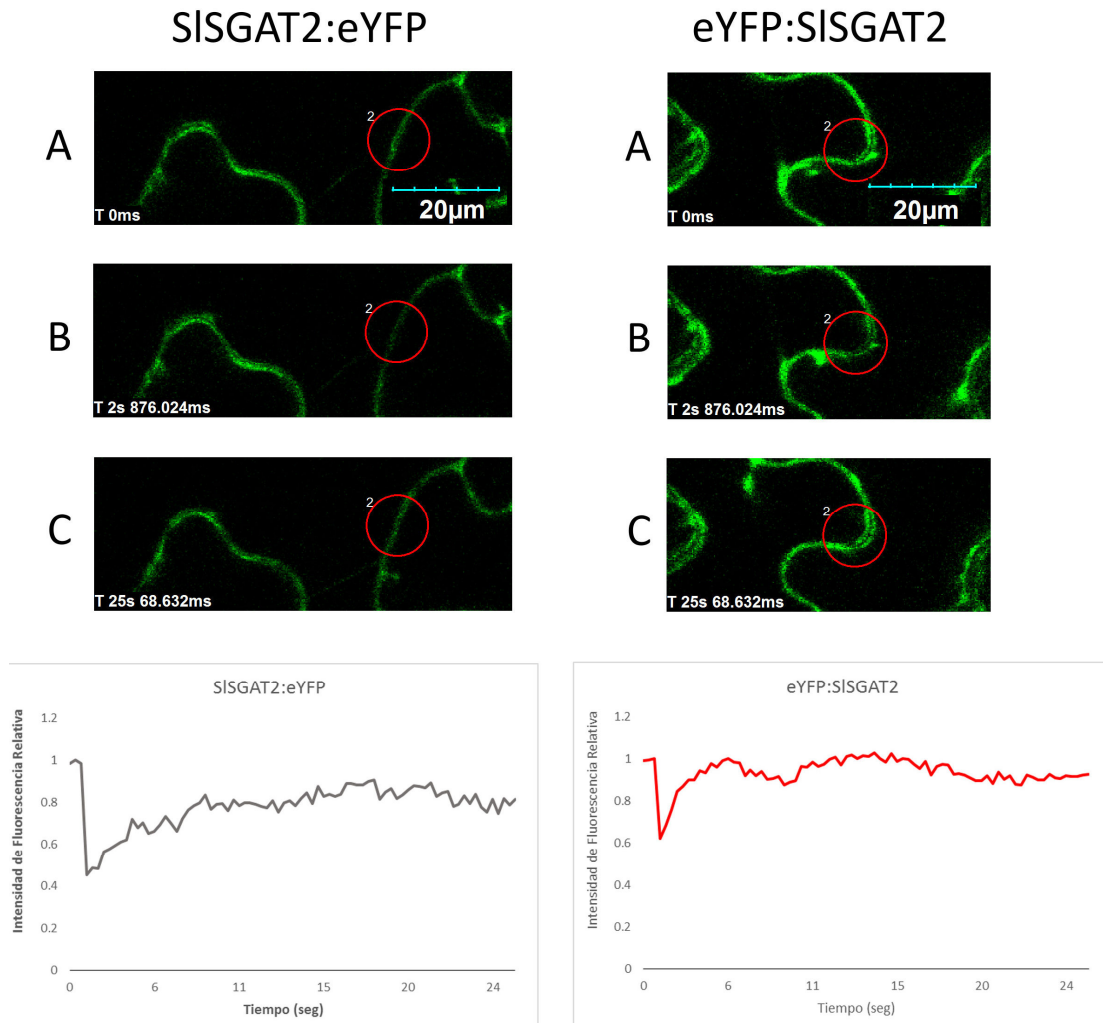 SlSGAT2:eYFP
A
2
20µm
T 0ms
B
2
T 2s 876.024ms
C
2
T 25s 68.632ms
eYFP:SlSGAT2
A
2
20µm
T 0ms
B
2
T 2s 876.024ms
C
2
T 25s 68.632ms
SlSGAT2:eYFP
Intensidad de Fluorescencia Relativa
1.2
1
0.8
0.6
0.4
0.2
0
0 6 11 15 20 24
Tiempo (seg)
eYFP:SlSGAT2
Intensidad de Fluorescencia Relativa
1.2
1
0.8
0.6
0.4
0.2
0
0 6 11 15 20 24
Tiempo (seg)